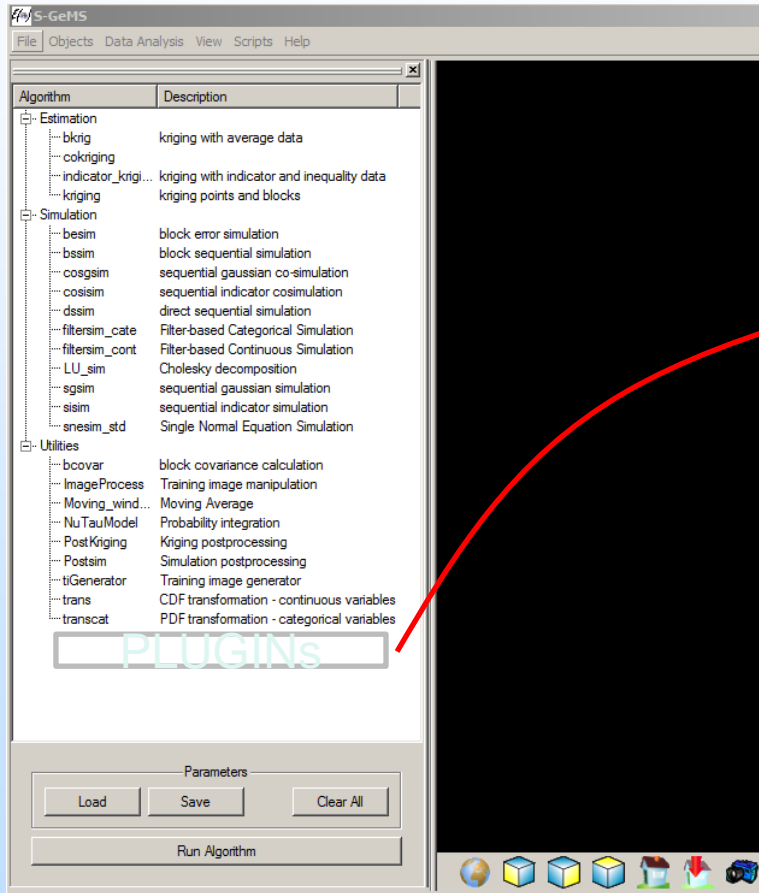 S-GeMS
File Objects Data Analysis View Scripts Help
Algorithm Description
Estimation
bkrig kriging with average data
cokriging
indicator_krigi... kriging with indicator and inequality data
kriging kriging points and blocks
Simulation
besim block error simulation
bssim block sequential simulation
cosgsim sequential gaussian co-simulation
cosisim sequential indicator cosimulation
dssim direct sequential simulation
filtersim_cate Filter-based Categorical Simulation
filtersim_cont Filter-based Continuous Simulation
LU_sim Cholesky decomposition
sgsim sequential gaussian simulation
sisim sequential indicator simulation
snesim_std Single Normal Equation Simulation
Utilities
bcovar block covariance calculation
ImageProcess Training image manipulation
Moving_wind... Moving Average
NuTauModel Probability integration
PostKriging Kriging postprocessing
Postsim Simulation postprocessing
tiGenerator Training image generator
trans CDF transformation - continuous variables
transcat PDF transformation - categorical variables
PLUGINs
Parameters
Load Save Clear All
Run Algorithm